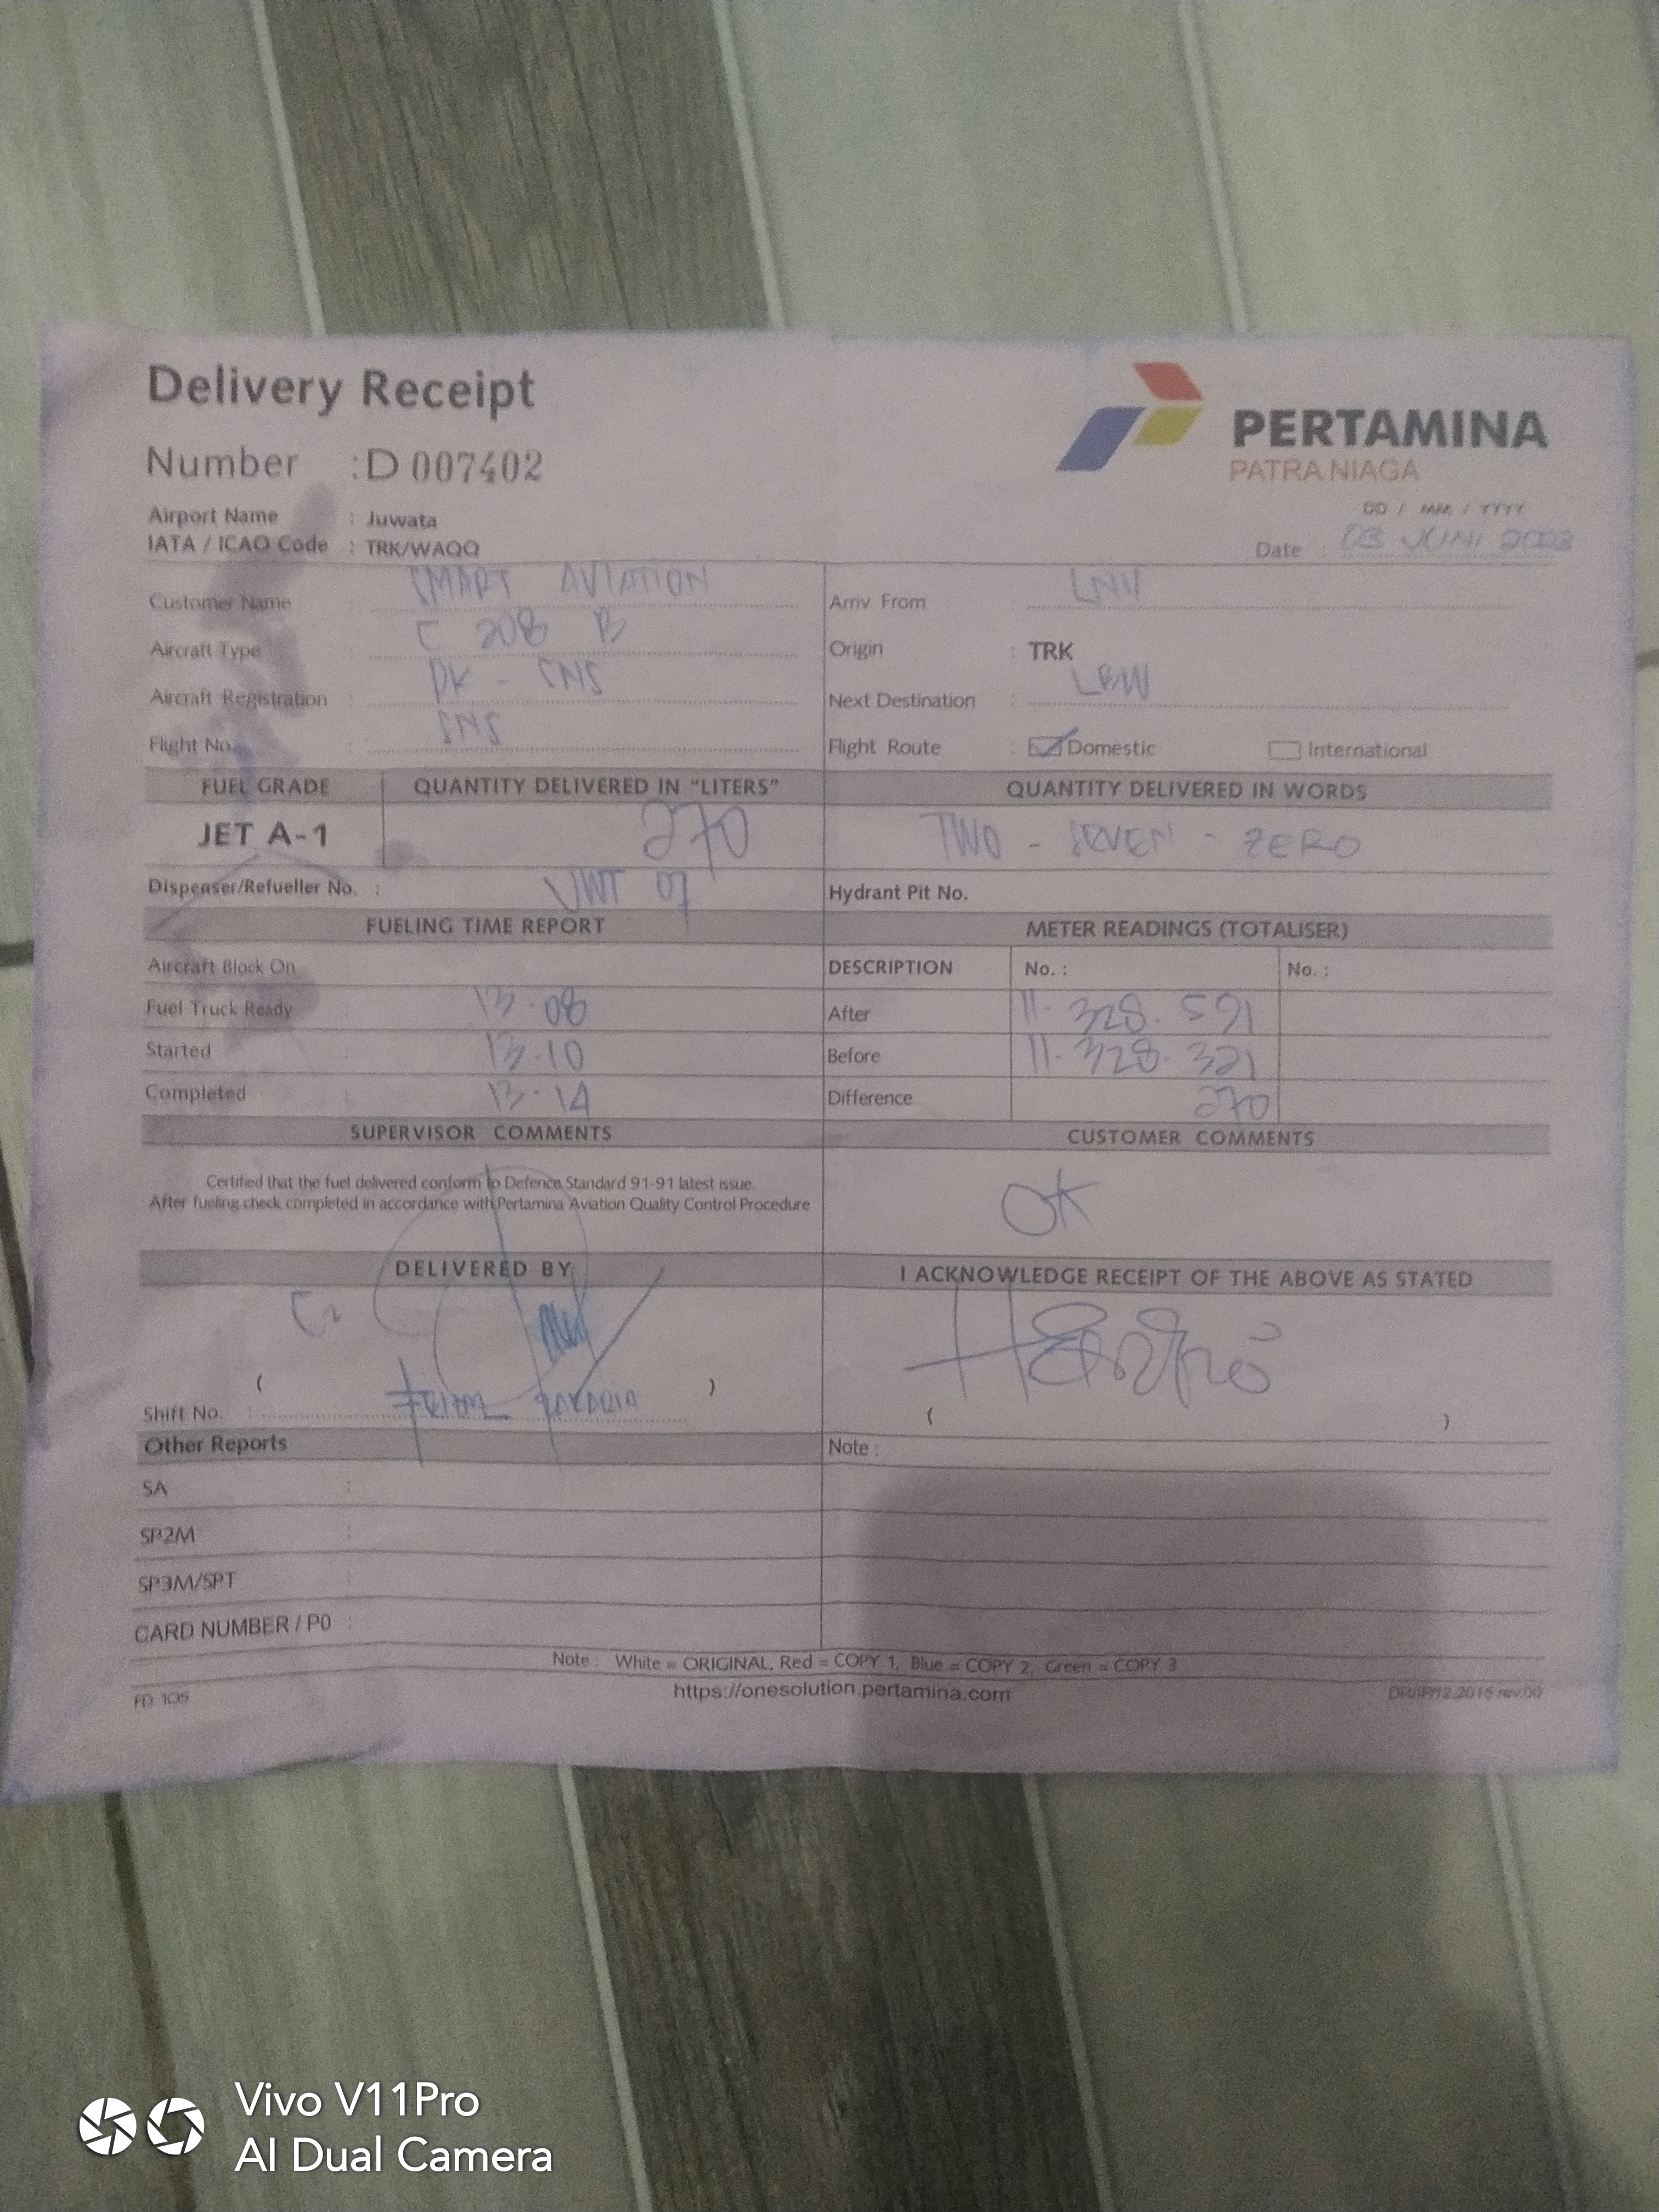 Delivery Receipt
PERTAMINA
PATRA NIAGA
Number : D 007402
Airport Name : Juwata
IATA / ICAO Code : TRK/WAQQ
DD / MM / YYYY
Date : 03 JUNI 2023
Customer Name : SMART AVIATION
Arriv From :
Aircraft Type : C 208 B
Origin : TRK
Aircraft Registration : PK - SNS
Next Destination : LBW
Flight No. : SNS
Flight Route : Domestic International
FUEL GRADE QUANTITY DELIVERED IN "LITERS" QUANTITY DELIVERED IN WORDS
JET A-1 270 TWO - SEVEN - ZERO
Dispenser/Refueller No. : 07 Hydrant Pit No.
FUELING TIME REPORT METER READINGS (TOTALISER)
Aircraft Block On DESCRIPTION No. : No. :
Fuel Truck Ready : 13.08 After 11.328.591
Started : 13.10 Before 11.328.321
Completed : 13.14 Difference 270
SUPERVISOR COMMENTS CUSTOMER COMMENTS
Certified that the fuel delivered conform to Defence Standard 91-91 latest issue.
After fueling check completed in accordance with Pertamina Aviation Quality Control Procedure
OK
DELIVERED BY I ACKNOWLEDGE RECEIPT OF THE ABOVE AS STATED
( )
Shift No. :
( )
Other Reports Note :
SA :
SP2M :
SP3M/SPT :
CARD NUMBER / P0 :
Note : White = ORIGINAL, Red = COPY 1, Blue = COPY 2, Green = COPY 3
https://onesolution.pertamina.com
FD 105
Vivo V11Pro
AI Dual Camera